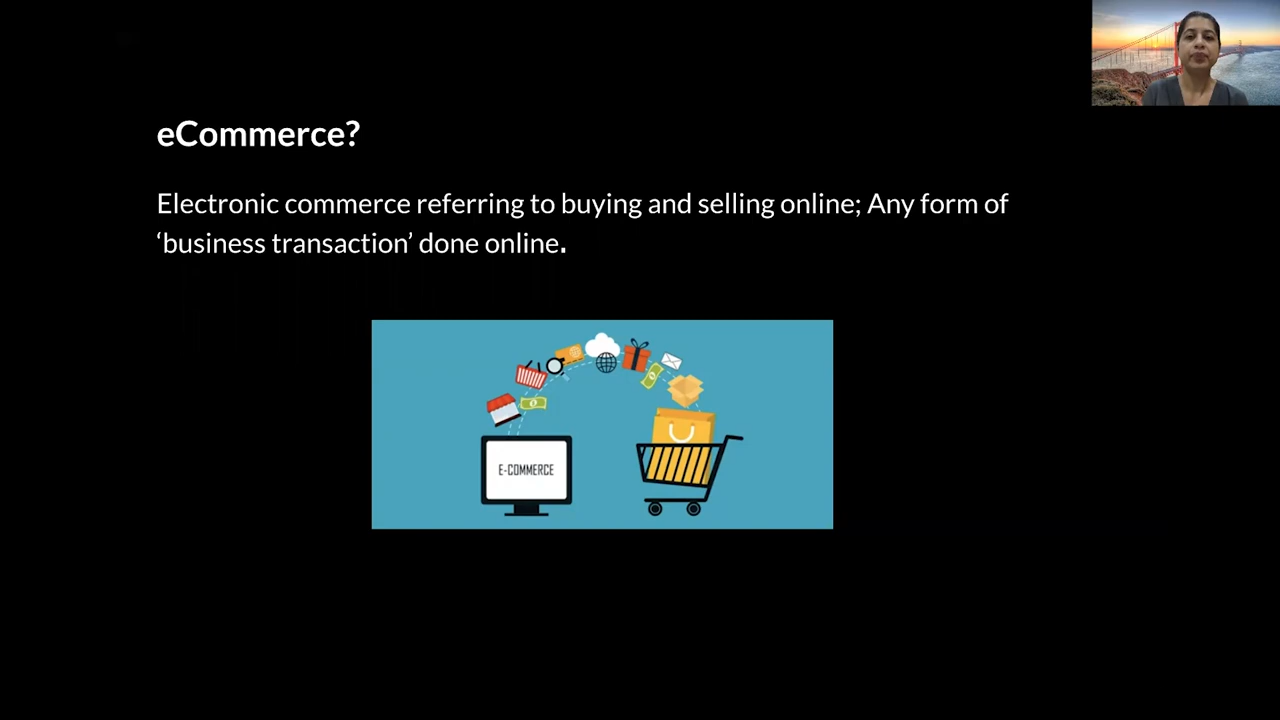 eCommerce?
Electronic commerce referring to buying and selling online; Any form of
‘business transaction’ done online.
E-COMMERCE